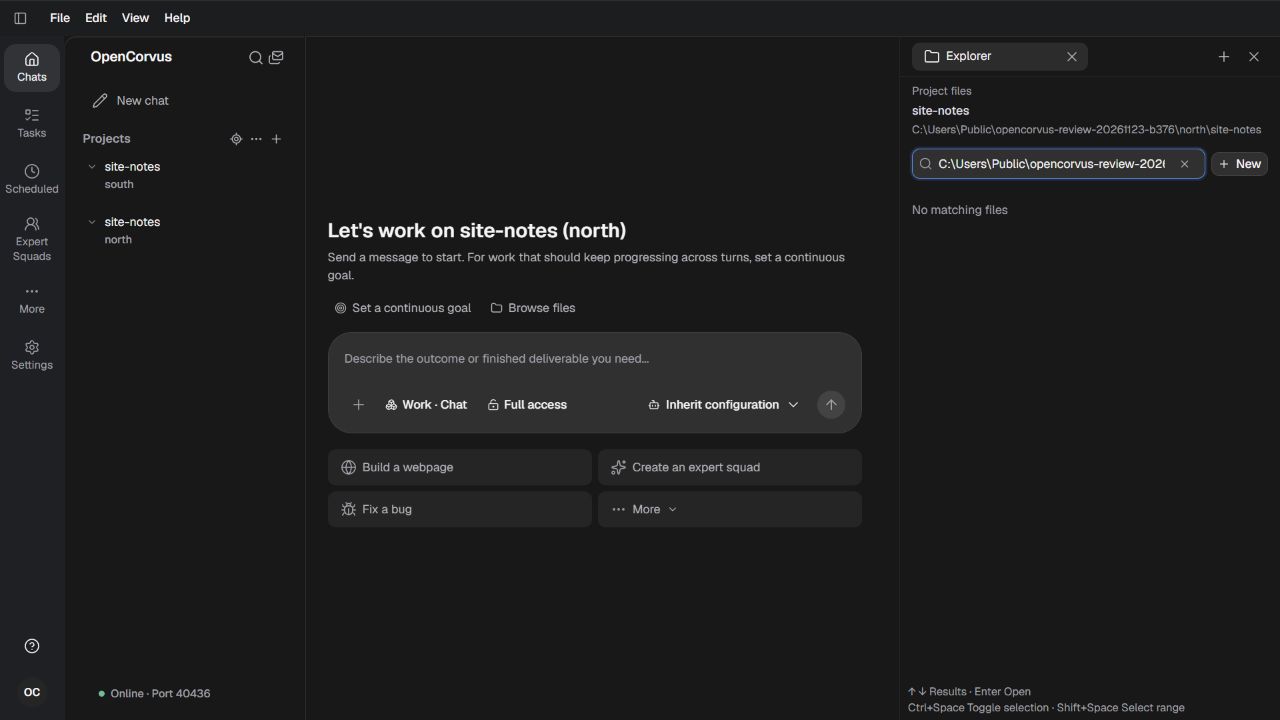 File Edit View Help
Chats
Tasks
Scheduled
Expert
Squads
More
Settings
OC
OpenCorvus
New chat
Projects
site-notes
south
site-notes
north
Online · Port 40436
Let's work on site-notes (north)
Send a message to start. For work that should keep progressing across turns, set a continuous
goal.
Set a continuous goal Browse files
Describe the outcome or finished deliverable you need...
Work · Chat Full access Inherit configuration
Build a webpage Create an expert squad
Fix a bug More
Explorer
Project files
site-notes
C:\Users\Public\opencorvus-review-20261123-b376\north\site-notes
C:\Users\Public\opencorvus-review-2026 New
No matching files
↑↓ Results · Enter Open
Ctrl+Space Toggle selection · Shift+Space Select range